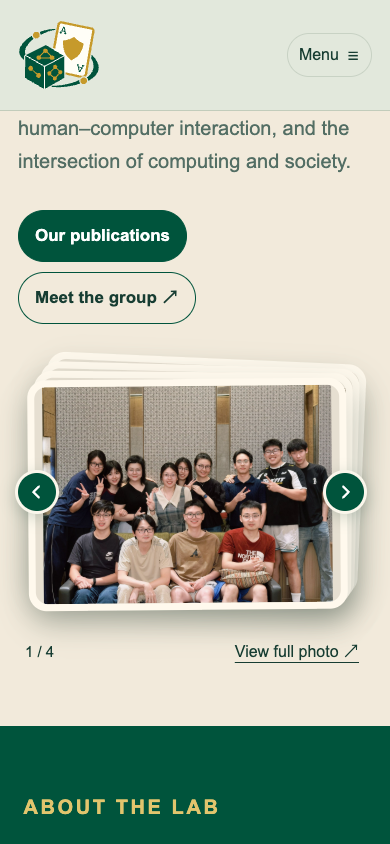 A
A
Menu ≡
human–computer interaction, and the
intersection of computing and society.
Our publications
Meet the group ↗
1 / 4
View full photo ↗
ABOUT THE LAB